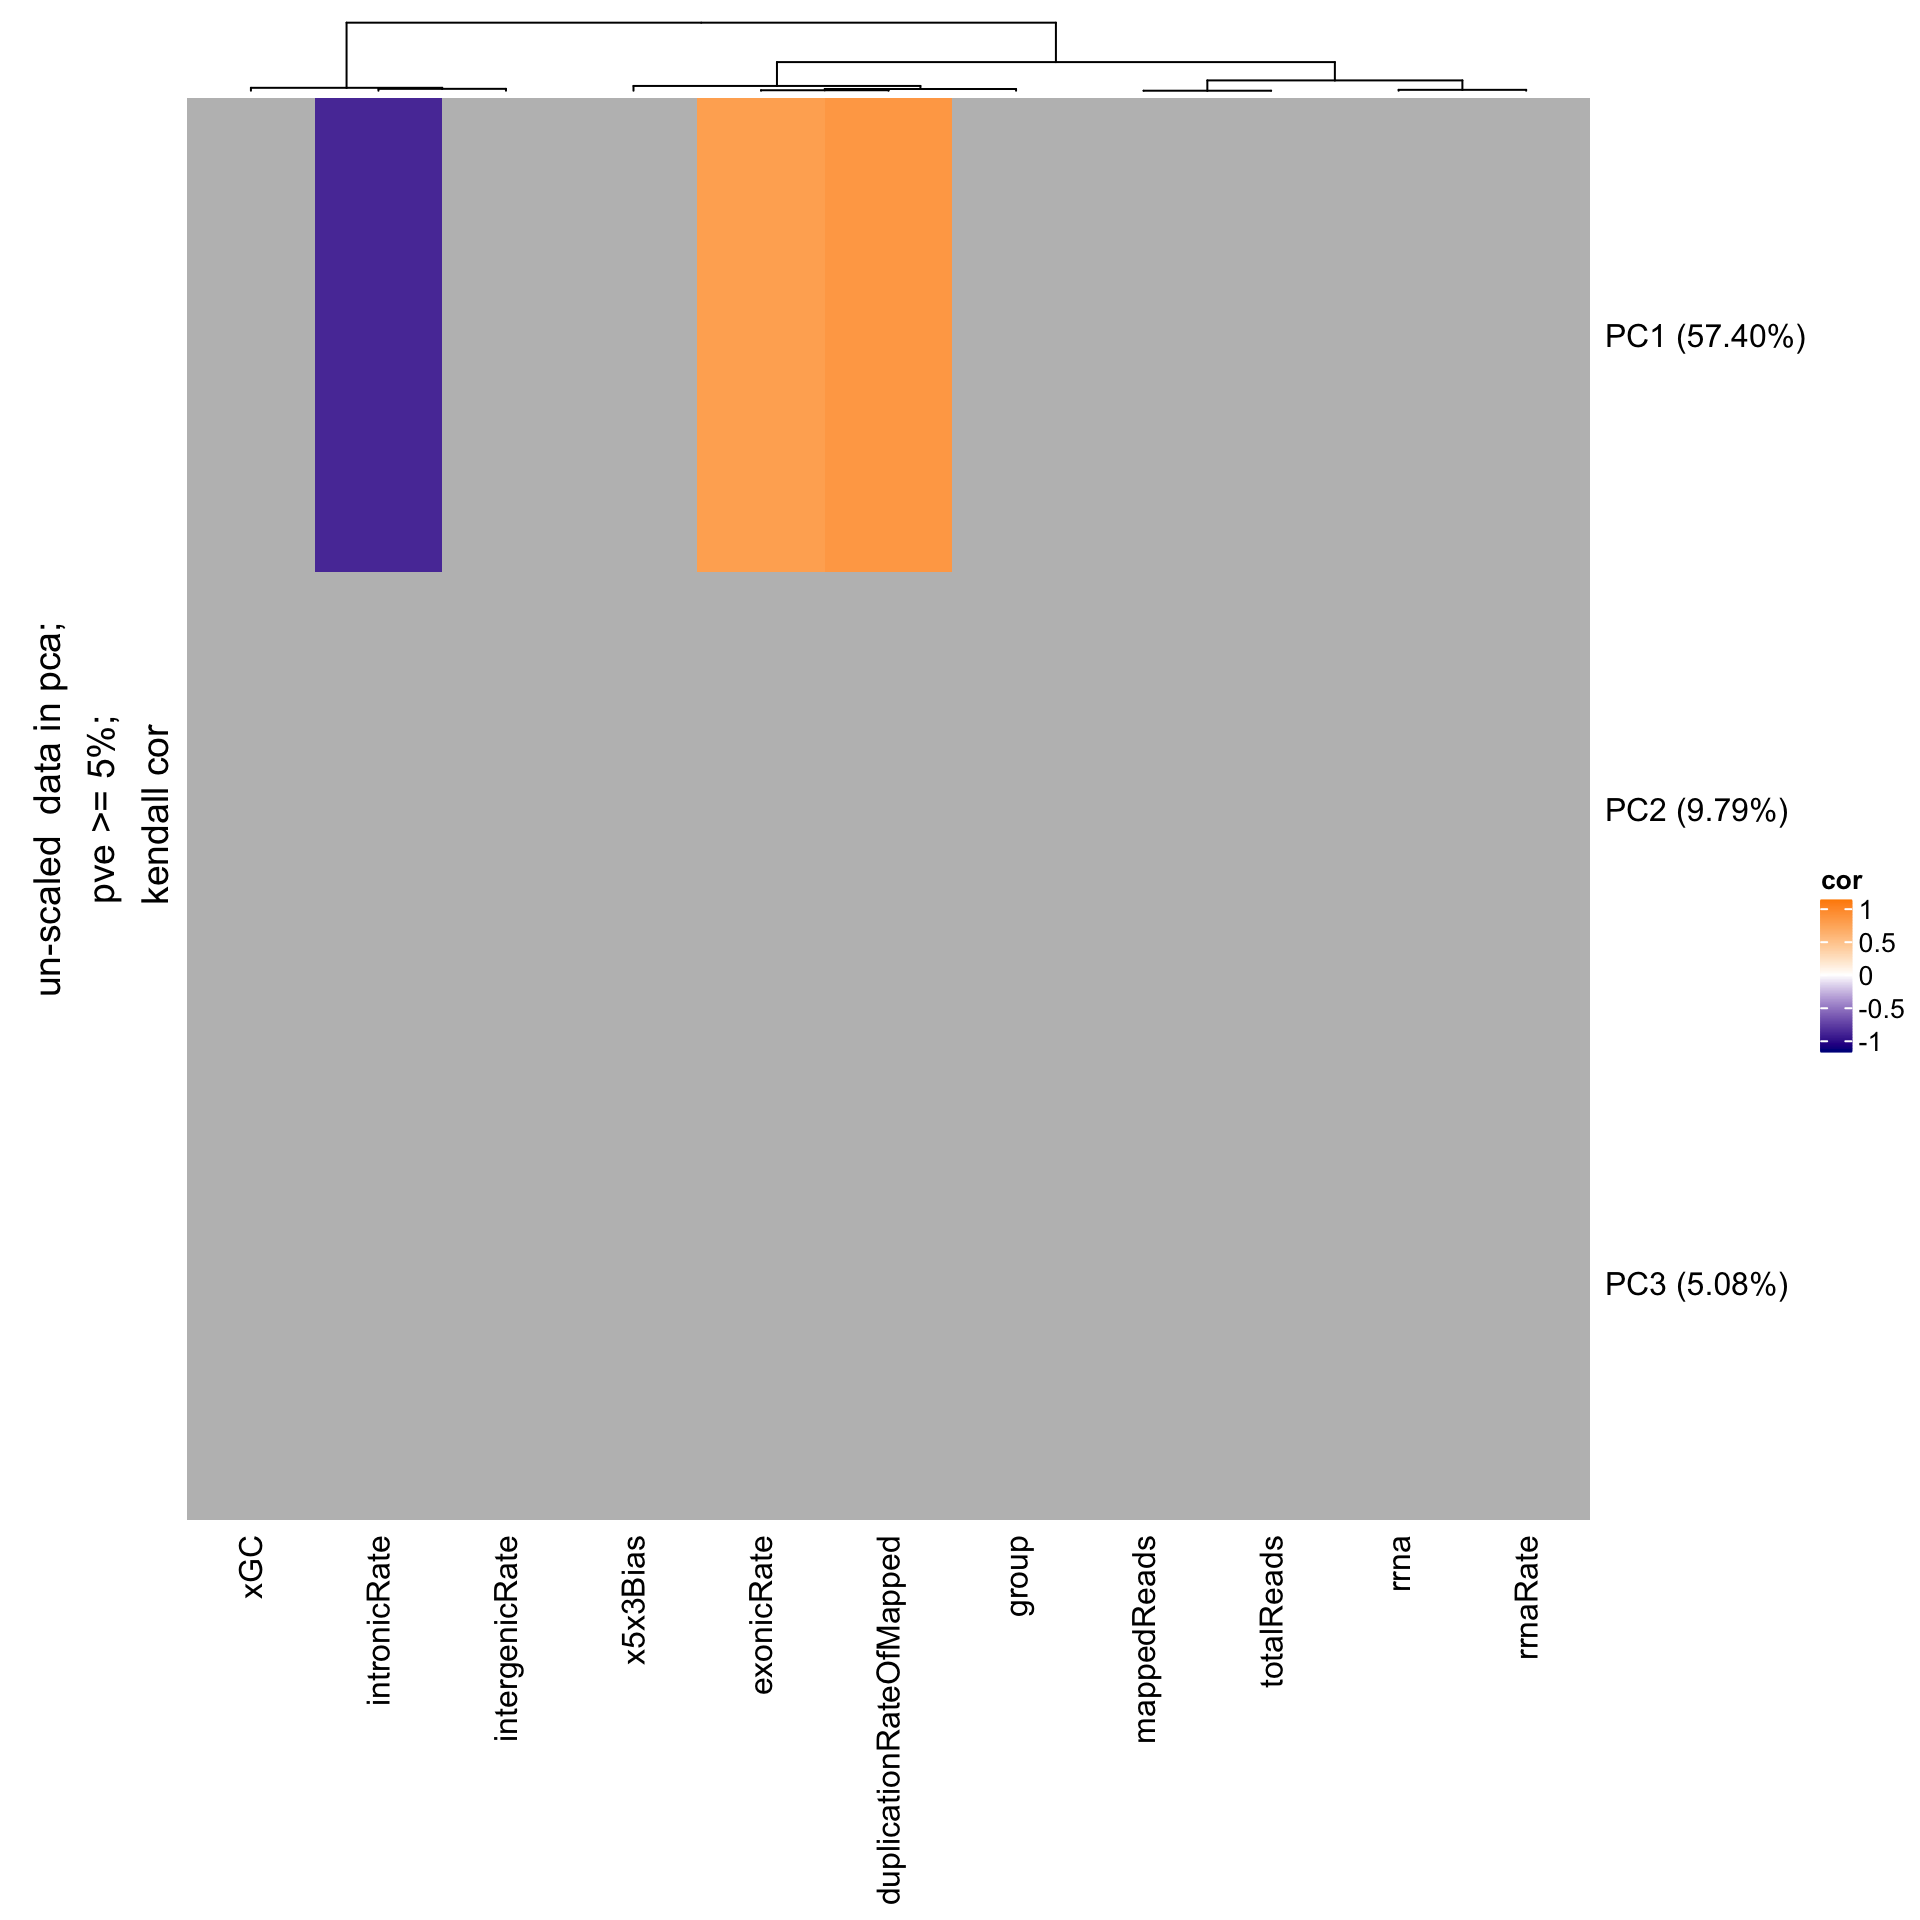 un-scaled  data in pca;
pve >= 5%;
kendall cor
PC1 (57.40%)
PC2 (9.79%)
PC3 (5.08%)
cor
1
0.5
0
-0.5
-1
xGC
intronicRate
intergenicRate
x5x3Bias
exonicRate
duplicationRateOfMapped
group
mappedReads
totalReads
rrna
rrnaRate